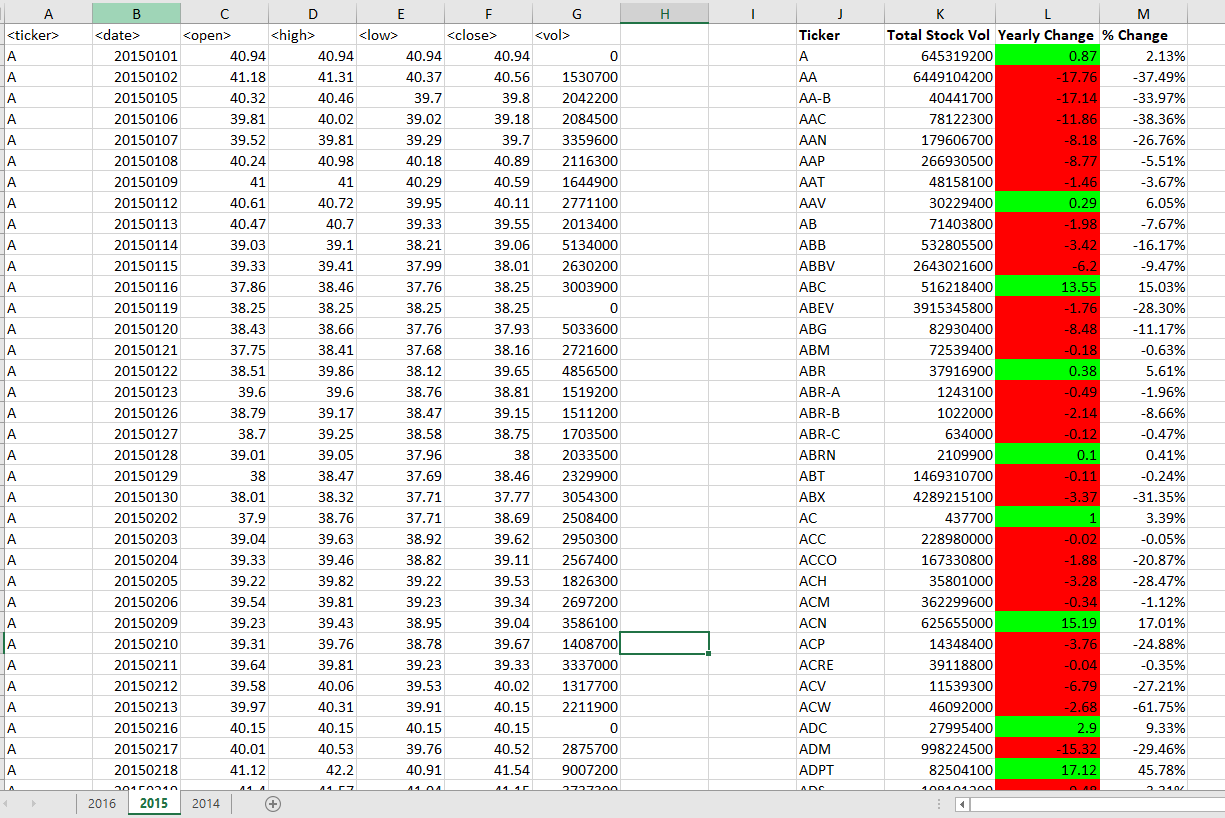 A B C D E F G H I J K L M
<ticker> <date> <open> <high> <low> <close> <vol> Ticker Total Stock Vol Yearly Change % Change
A 20150101 40.94 40.94 40.94 40.94 0 A 645319200 0.87 2.13%
A 20150102 41.18 41.31 40.37 40.56 1530700 AA 6449104200 -17.76 -37.49%
A 20150105 40.32 40.46 39.7 39.8 2042200 AA-B 40441700 -17.14 -33.97%
A 20150106 39.81 40.02 39.02 39.18 2084500 AAC 78122300 -11.86 -38.36%
A 20150107 39.52 39.81 39.29 39.7 3359600 AAN 179606700 -8.18 -26.76%
A 20150108 40.24 40.98 40.18 40.89 2116300 AAP 266930500 -8.77 -5.51%
A 20150109 41 41 40.29 40.59 1644900 AAT 48158100 -1.46 -3.67%
A 20150112 40.61 40.72 39.95 40.11 2771100 AAV 30229400 0.29 6.05%
A 20150113 40.47 40.7 39.33 39.55 2013400 AB 71403800 -1.98 -7.67%
A 20150114 39.03 39.1 38.21 39.06 5134000 ABB 532805500 -3.42 -16.17%
A 20150115 39.33 39.41 37.99 38.01 2630200 ABBV 2643021600 -6.2 -9.47%
A 20150116 37.86 38.46 37.76 38.25 3003900 ABC 516218400 13.55 15.03%
A 20150119 38.25 38.25 38.25 38.25 0 ABEV 3915345800 -1.76 -28.30%
A 20150120 38.43 38.66 37.76 37.93 5033600 ABG 82930400 -8.48 -11.17%
A 20150121 37.75 38.41 37.68 38.16 2721600 ABM 72539400 -0.18 -0.63%
A 20150122 38.51 39.86 38.12 39.65 4856500 ABR 37916900 0.38 5.61%
A 20150123 39.6 39.6 38.76 38.81 1519200 ABR-A 1243100 -0.49 -1.96%
A 20150126 38.79 39.17 38.47 39.15 1511200 ABR-B 1022000 -2.14 -8.66%
A 20150127 38.7 39.25 38.58 38.75 1703500 ABR-C 634000 -0.12 -0.47%
A 20150128 39.01 39.05 37.96 38 2033500 ABRN 2109900 0.1 0.41%
A 20150129 38 38.47 37.69 38.46 2329900 ABT 1469310700 -0.11 -0.24%
A 20150130 38.01 38.32 37.71 37.77 3054300 ABX 4289215100 -3.37 -31.35%
A 20150202 37.9 38.76 37.71 38.69 2508400 AC 437700 1 3.39%
A 20150203 39.04 39.63 38.92 39.62 2950300 ACC 228980000 -0.02 -0.05%
A 20150204 39.33 39.46 38.82 39.11 2567400 ACCO 167330800 -1.88 -20.87%
A 20150205 39.22 39.82 39.22 39.53 1826300 ACH 35801000 -3.28 -28.47%
A 20150206 39.54 39.81 39.23 39.34 2697200 ACM 362299600 -0.34 -1.12%
A 20150209 39.23 39.43 38.95 39.04 3586100 ACN 625655000 15.19 17.01%
A 20150210 39.31 39.76 38.78 39.67 1408700 ACP 14348400 -3.76 -24.88%
A 20150211 39.64 39.81 39.23 39.33 3337000 ACRE 39118800 -0.04 -0.35%
A 20150212 39.58 40.06 39.53 40.02 1317700 ACV 11539300 -6.79 -27.21%
A 20150213 39.97 40.31 39.91 40.15 2211900 ACW 46092000 -2.68 -61.75%
A 20150216 40.15 40.15 40.15 40.15 0 ADC 27995400 2.9 9.33%
A 20150217 40.01 40.53 39.76 40.52 2875700 ADM 998224500 -15.32 -29.46%
A 20150218 41.12 42.2 40.91 41.54 9007200 ADPT 82504100 17.12 45.78%
2016 2015 2014